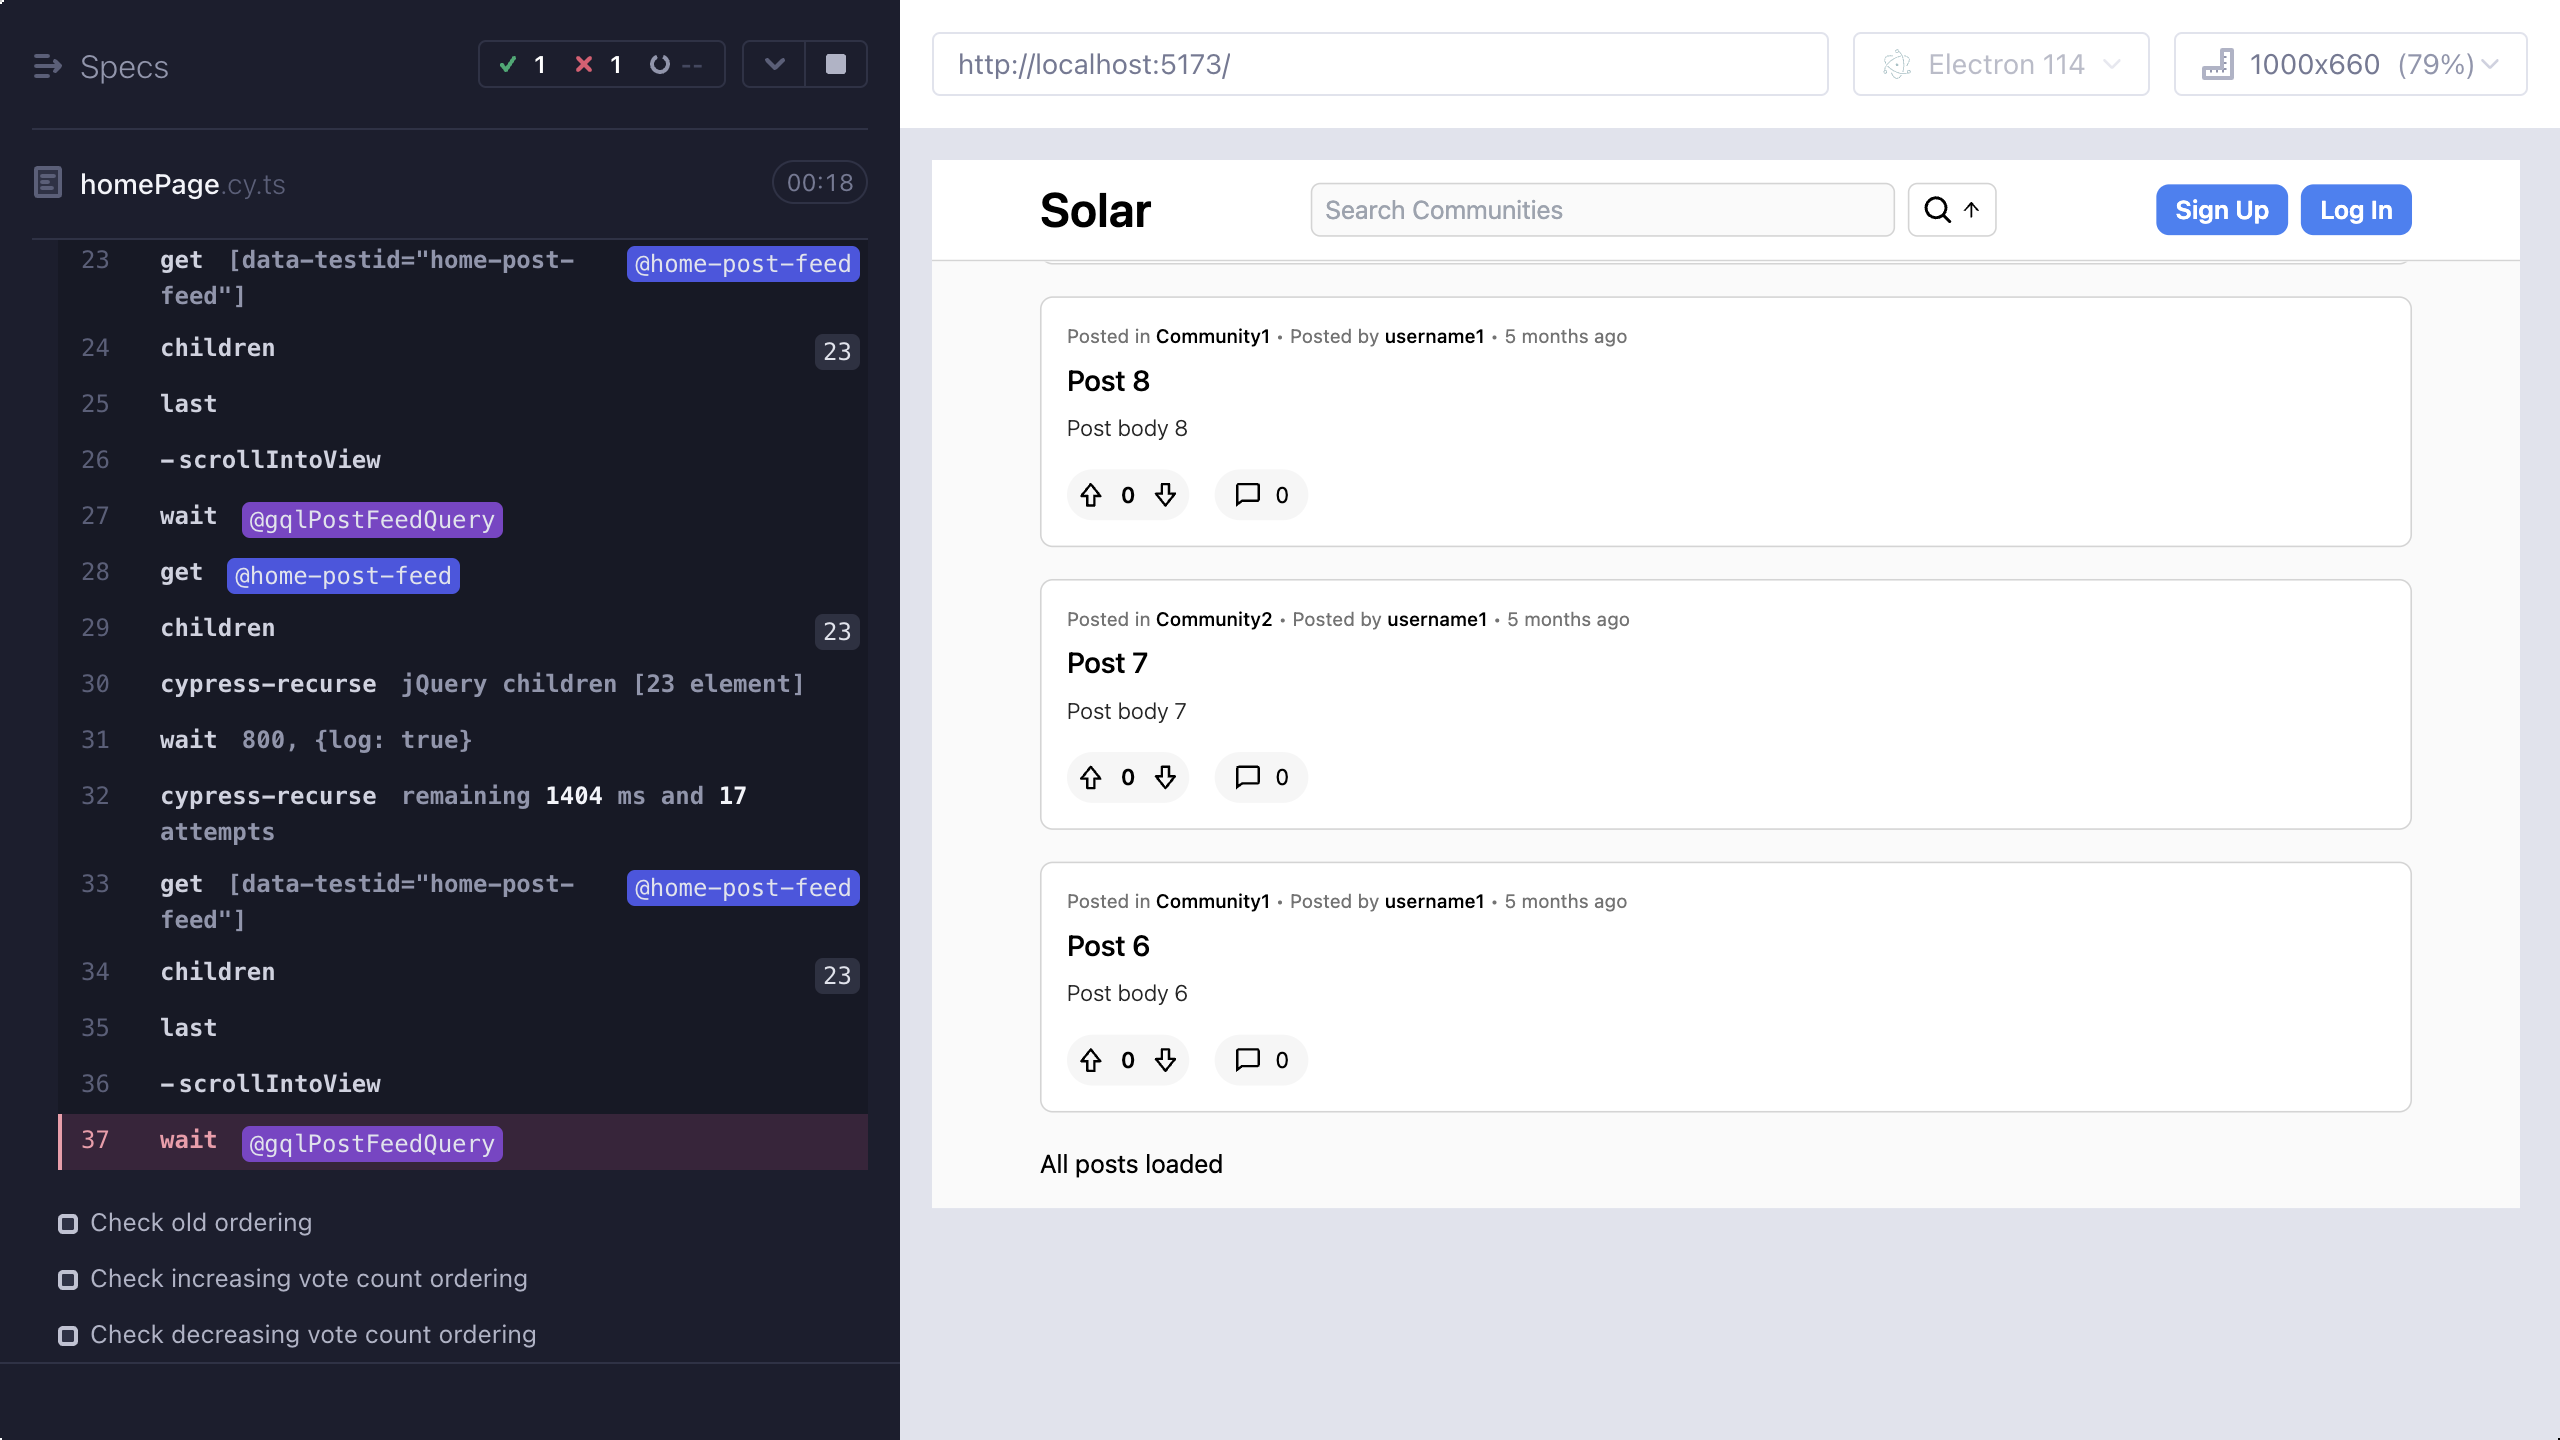 Specs
1
1
--
homePage.cy.ts
00:18
23 get [data-testid="home-post-feed"] @home-post-feed
24 children 23
25 last
26 -scrollIntoView
27 wait @gqlPostFeedQuery
28 get @home-post-feed
29 children 23
30 cypress-recurse jQuery children [23 element]
31 wait 800, {log: true}
32 cypress-recurse remaining 1404 ms and 17
attempts
33 get [data-testid="home-post-feed"] @home-post-feed
34 children 23
35 last
36 -scrollIntoView
37 wait @gqlPostFeedQuery
Check old ordering
Check increasing vote count ordering
Check decreasing vote count ordering
http://localhost:5173/
Electron 114
1000x660 (79%)
Solar
Search Communities
Sign Up
Log In
Posted in Community1 • Posted by username1 • 5 months ago
Post 8
Post body 8
0
0
Posted in Community2 • Posted by username1 • 5 months ago
Post 7
Post body 7
0
0
Posted in Community1 • Posted by username1 • 5 months ago
Post 6
Post body 6
0
0
All posts loaded